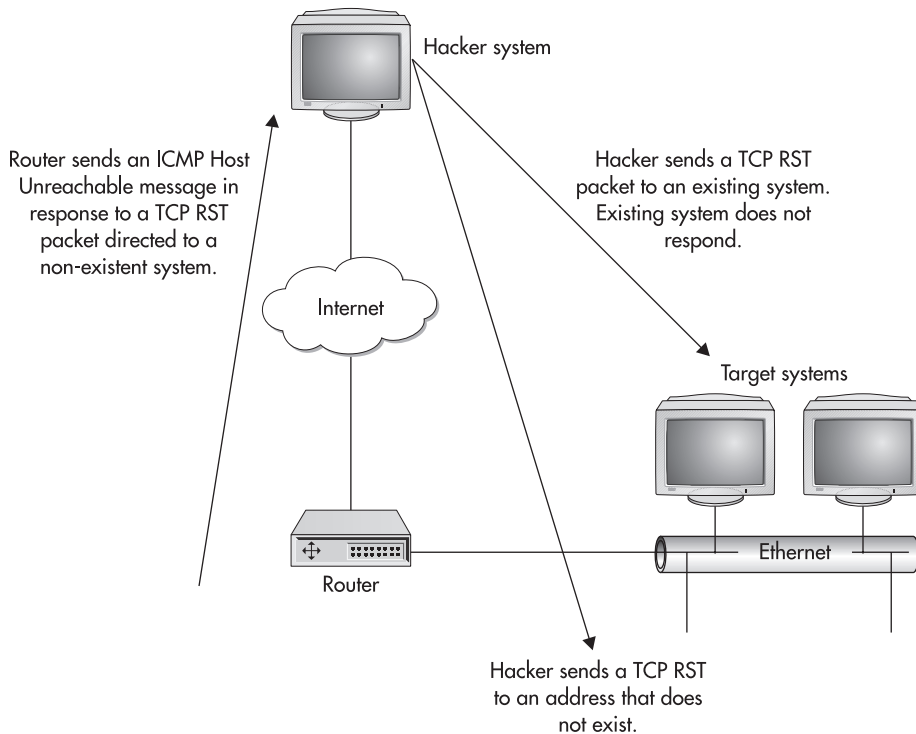 Hacker system
Router sends an ICMP Host
Unreachable message in
response to a TCP RST
packet directed to a
non-existent system.
Hacker sends a TCP RST
packet to an existing system.
Existing system does not
respond.
Internet
Target systems
Ethernet
Router
Hacker sends a TCP RST
to an address that does
not exist.